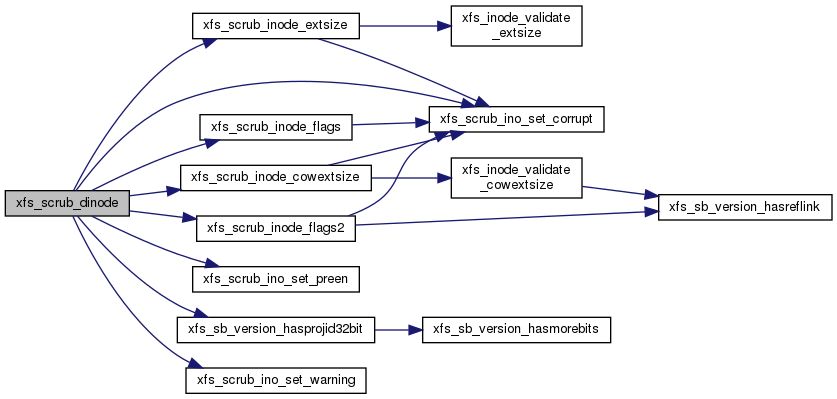 xfs_scrub_dinode
xfs_scrub_inode_extsize
xfs_inode_validate
_extsize
xfs_scrub_ino_set_corrupt
xfs_scrub_inode_flags
xfs_scrub_inode_cowextsize
xfs_inode_validate
_cowextsize
xfs_sb_version_hasreflink
xfs_scrub_inode_flags2
xfs_scrub_ino_set_preen
xfs_sb_version_hasprojid32bit
xfs_sb_version_hasmorebits
xfs_scrub_ino_set_warning